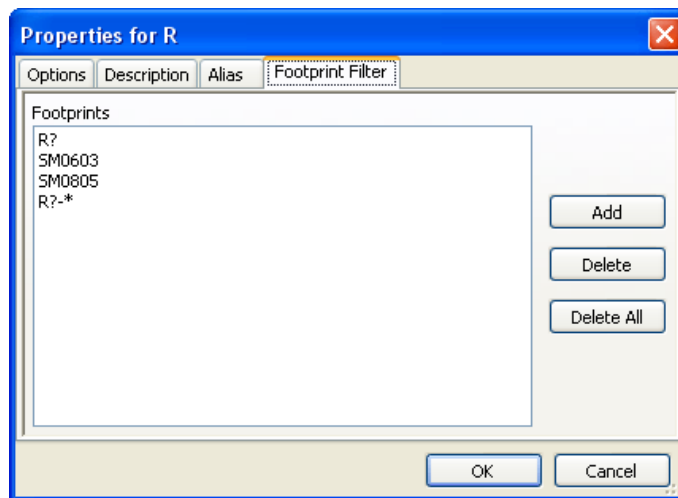 Properties for R
Options Description Alias Footprint Filter
Footprints
R?
SM0603
SM0805
R?-*
Add
Delete
Delete All
OK Cancel